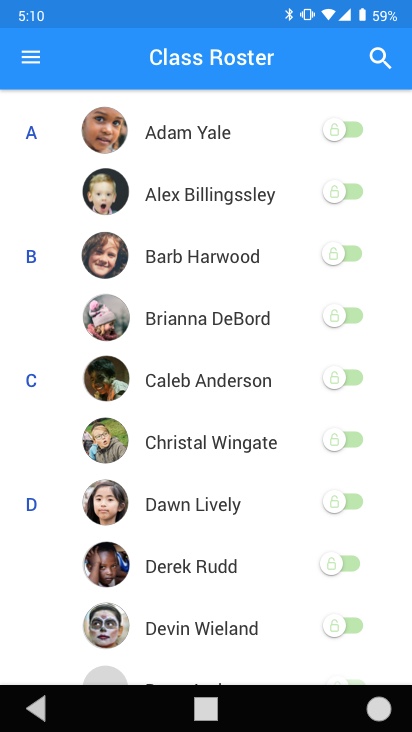 5:10
59%
Class Roster
A
Adam Yale
Alex Billingssley
B
Barb Harwood
Brianna DeBord
C
Caleb Anderson
Christal Wingate
D
Dawn Lively
Derek Rudd
Devin Wieland